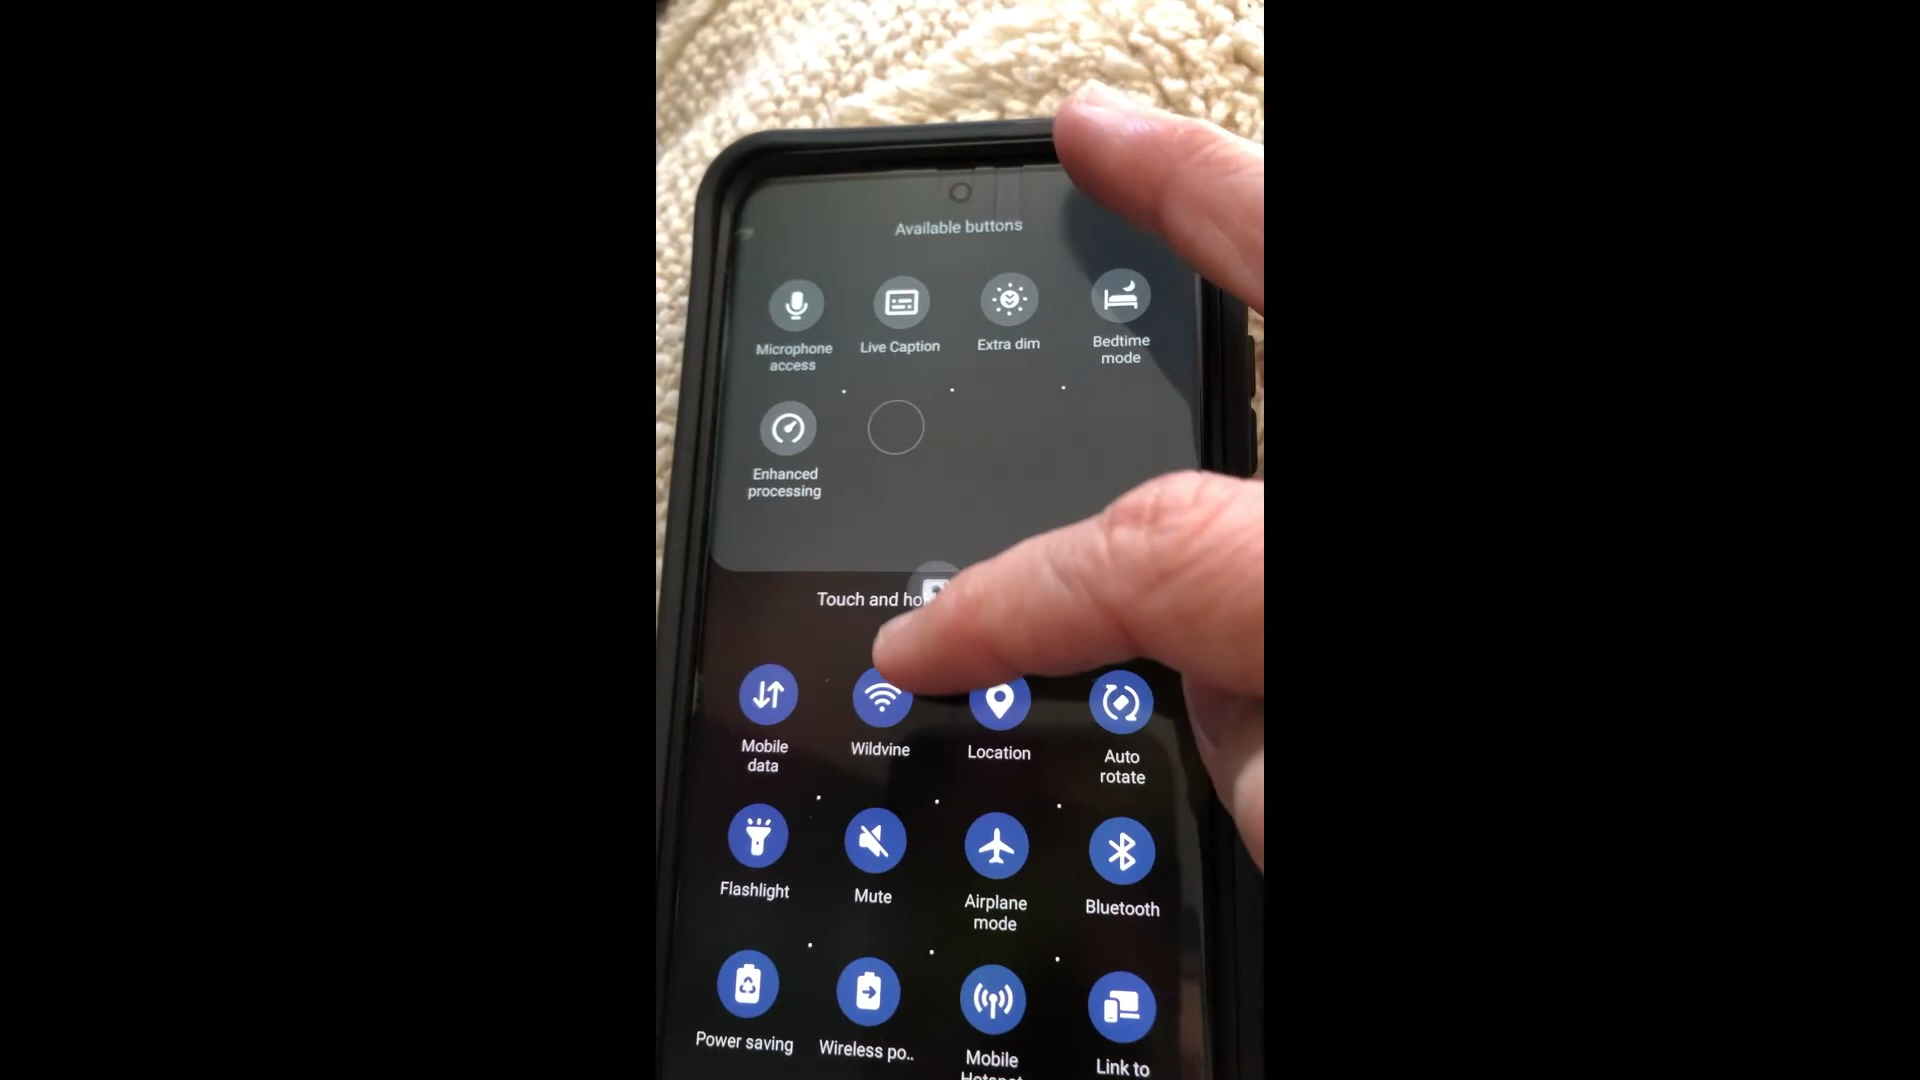 Available buttons
Microphone
access
Live Caption
Extra dim
Bedtime
mode
Enhanced
processing
Touch and
Mobile
data
Wildvine
Location
Auto
rotate
Flashlight
Mute
Airplane
mode
Bluetooth
Power saving
Wireless po..
Mobile
Hotspot
Link to